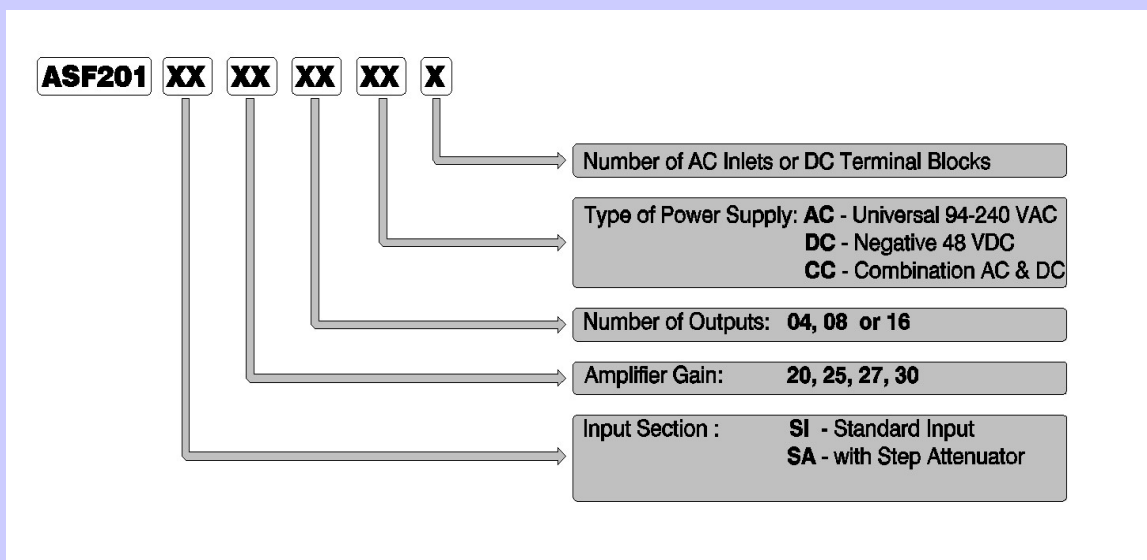 ASF201 XX XX XX XX X
Number of AC Inlets or DC Terminal Blocks
Type of Power Supply: AC - Universal 94-240 VAC
DC - Negative 48 VDC
CC - Combination AC & DC
Number of Outputs: 04, 08 or 16
Amplifier Gain: 20, 25, 27, 30
Input Section : SI - Standard Input
SA - with Step Attenuator